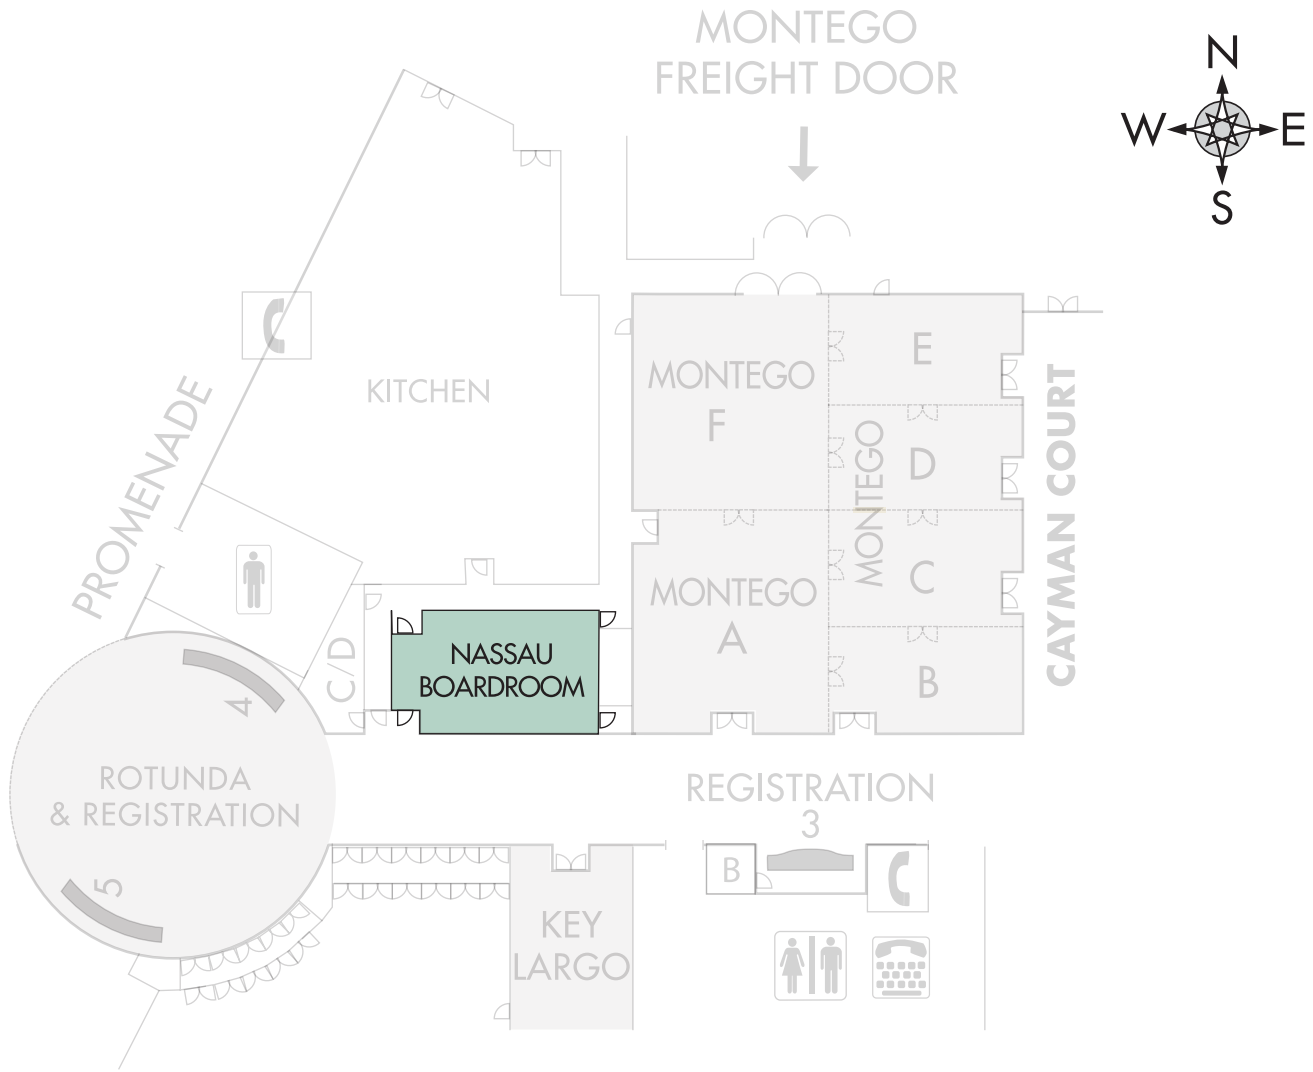 MONTEGO
FREIGHT DOOR
N
W
E
S
KITCHEN
PROMENADE
MONTEGO
F
E
D
MONTEGO
C
B
CAYMAN COURT
MONTEGO
A
NASSAU
BOARDROOM
C/D
4
ROTUNDA
& REGISTRATION
5
REGISTRATION
3
B
KEY
LARGO